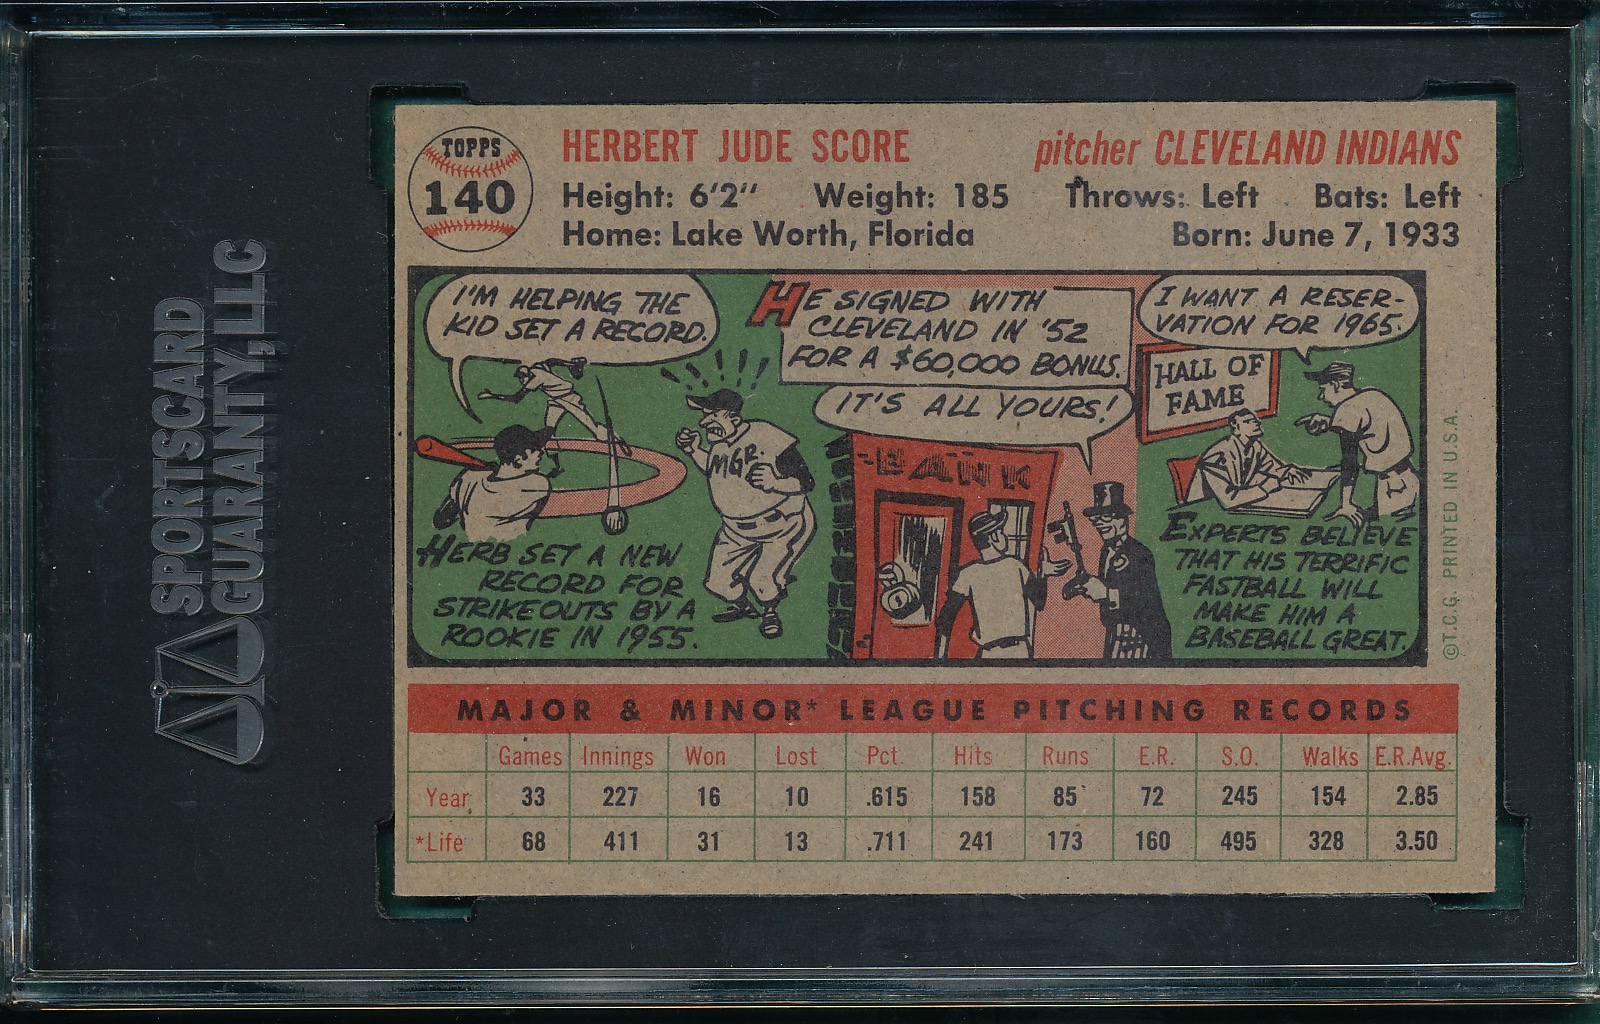 SPORTSCARD
GUARANTY, LLC
TOPPS
140
HERBERT JUDE SCORE
pitcher CLEVELAND INDIANS
Height: 6'2" Weight: 185 Throws: Left Bats: Left
Home: Lake Worth, Florida Born: June 7, 1933
I'M HELPING THE
KID SET A RECORD.
MGR.
HERB SET A NEW
RECORD FOR
STRIKEOUTS BY A
ROOKIE IN 1955.
HE SIGNED WITH
CLEVELAND IN '52
FOR A $60,000 BONUS.
IT'S ALL YOURS!
BANK
I WANT A RESER-
VATION FOR 1965.
HALL OF
FAME
EXPERTS BELIEVE
THAT HIS TERRIFIC
FASTBALL WILL
MAKE HIM A
BASEBALL GREAT.
©T.C.G. PRINTED IN U.S.A.
MAJOR & MINOR* LEAGUE PITCHING RECORDS
Games Innings Won Lost Pct. Hits Runs E.R. S.O. Walks E.R.Avg.
Year 33 227 16 10 .615 158 85 72 245 154 2.85
*Life 68 411 31 13 .711 241 173 160 495 328 3.50